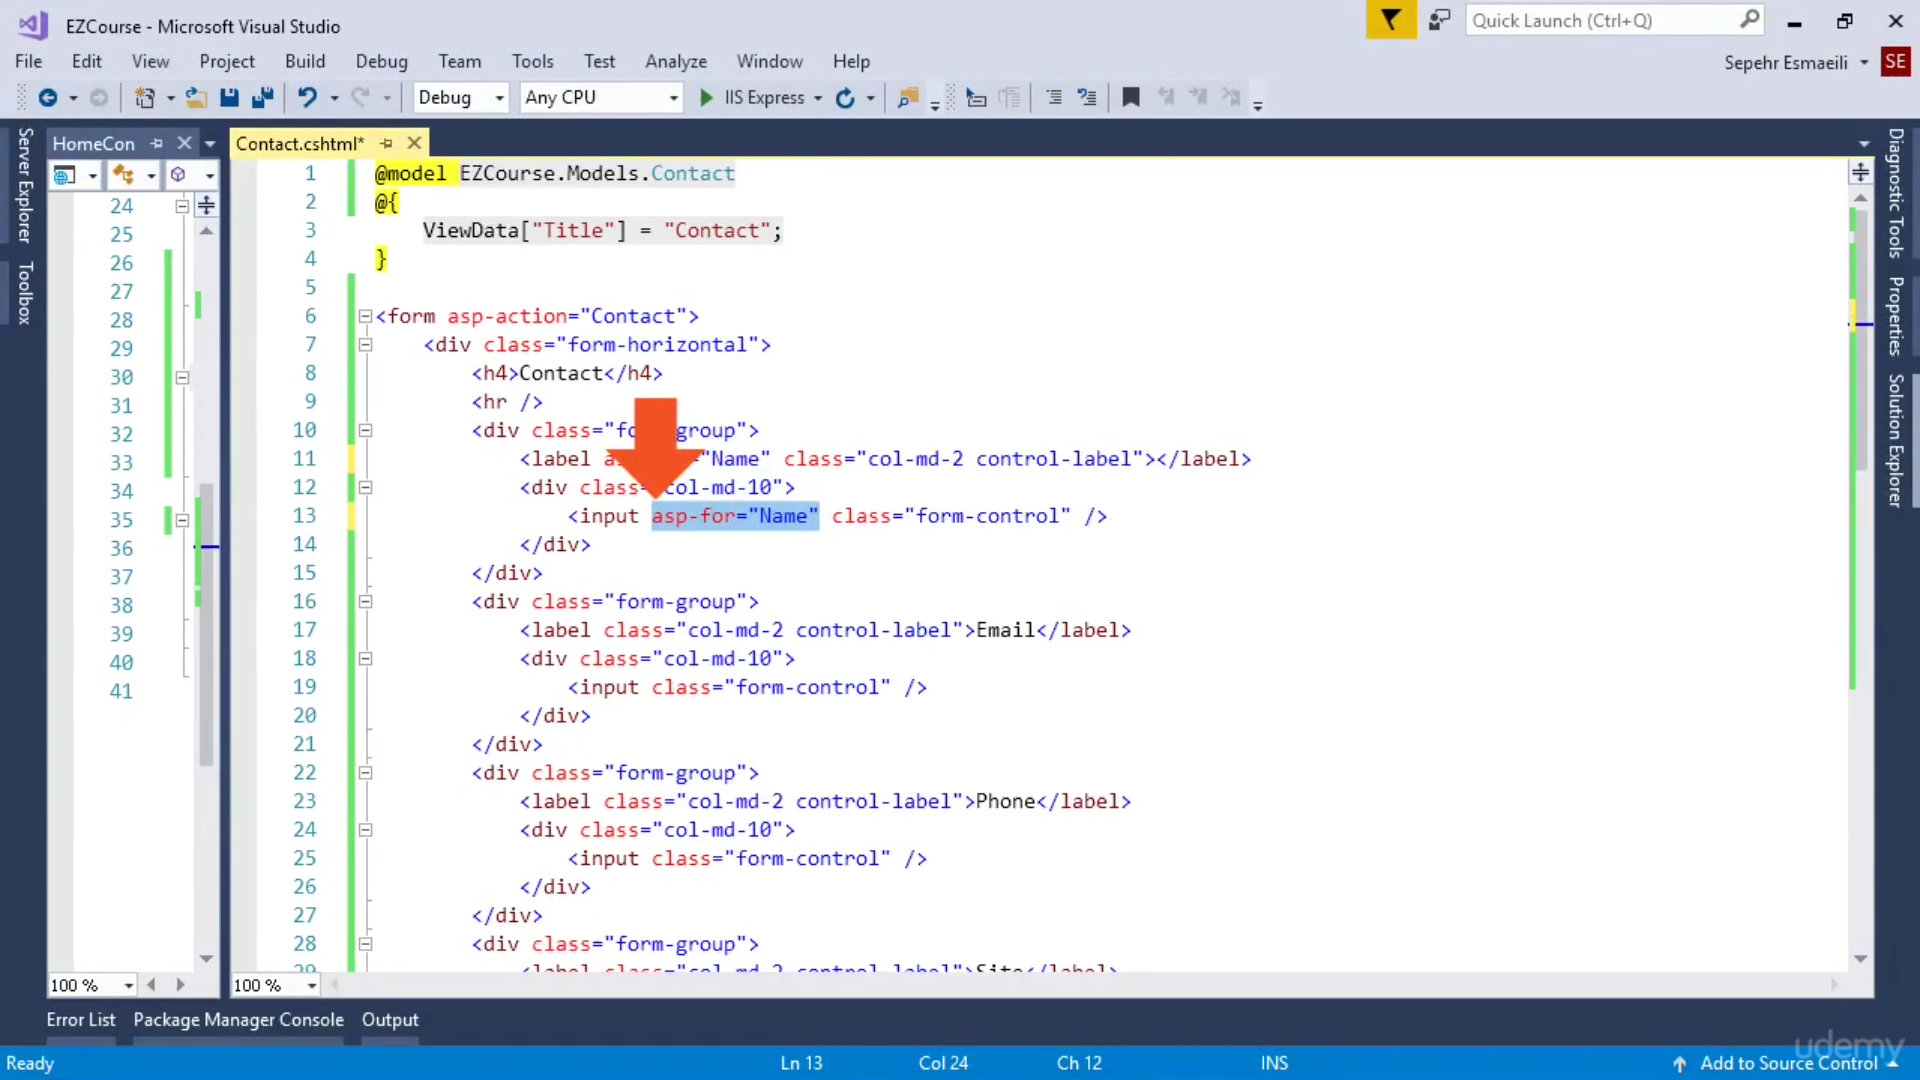 EZCourse - Microsoft Visual Studio
Quick Launch (Ctrl+Q)
File Edit View Project Build Debug Team Tools Test Analyze Window Help
Sepehr Esmaeili SE
Debug Any CPU IIS Express
Server Explorer
Toolbox
HomeCon
Contact.cshtml*
Diagnostic Tools
Properties
Solution Explorer
24
25
26
27
28
29
30
31
32
33
34
35
36
37
38
39
40
41
1 @model EZCourse.Models.Contact
2 @{
3 ViewData["Title"] = "Contact";
4 }
5
6 <form asp-action="Contact">
7 <div class="form-horizontal">
8 <h4>Contact</h4>
9 <hr />
10 <div class="fo group">
11 <label a "Name" class="col-md-2 control-label"></label>
12 <div class= col-md-10">
13 <input asp-for="Name" class="form-control" />
14 </div>
15 </div>
16 <div class="form-group">
17 <label class="col-md-2 control-label">Email</label>
18 <div class="col-md-10">
19 <input class="form-control" />
20 </div>
21 </div>
22 <div class="form-group">
23 <label class="col-md-2 control-label">Phone</label>
24 <div class="col-md-10">
25 <input class="form-control" />
26 </div>
27 </div>
28 <div class="form-group">
29 <label class="col-md-2 control-label">Site</label>
100 %
100 %
Error List Package Manager Console Output
udemy
Ready Ln 13 Col 24 Ch 12 INS Add to Source Control